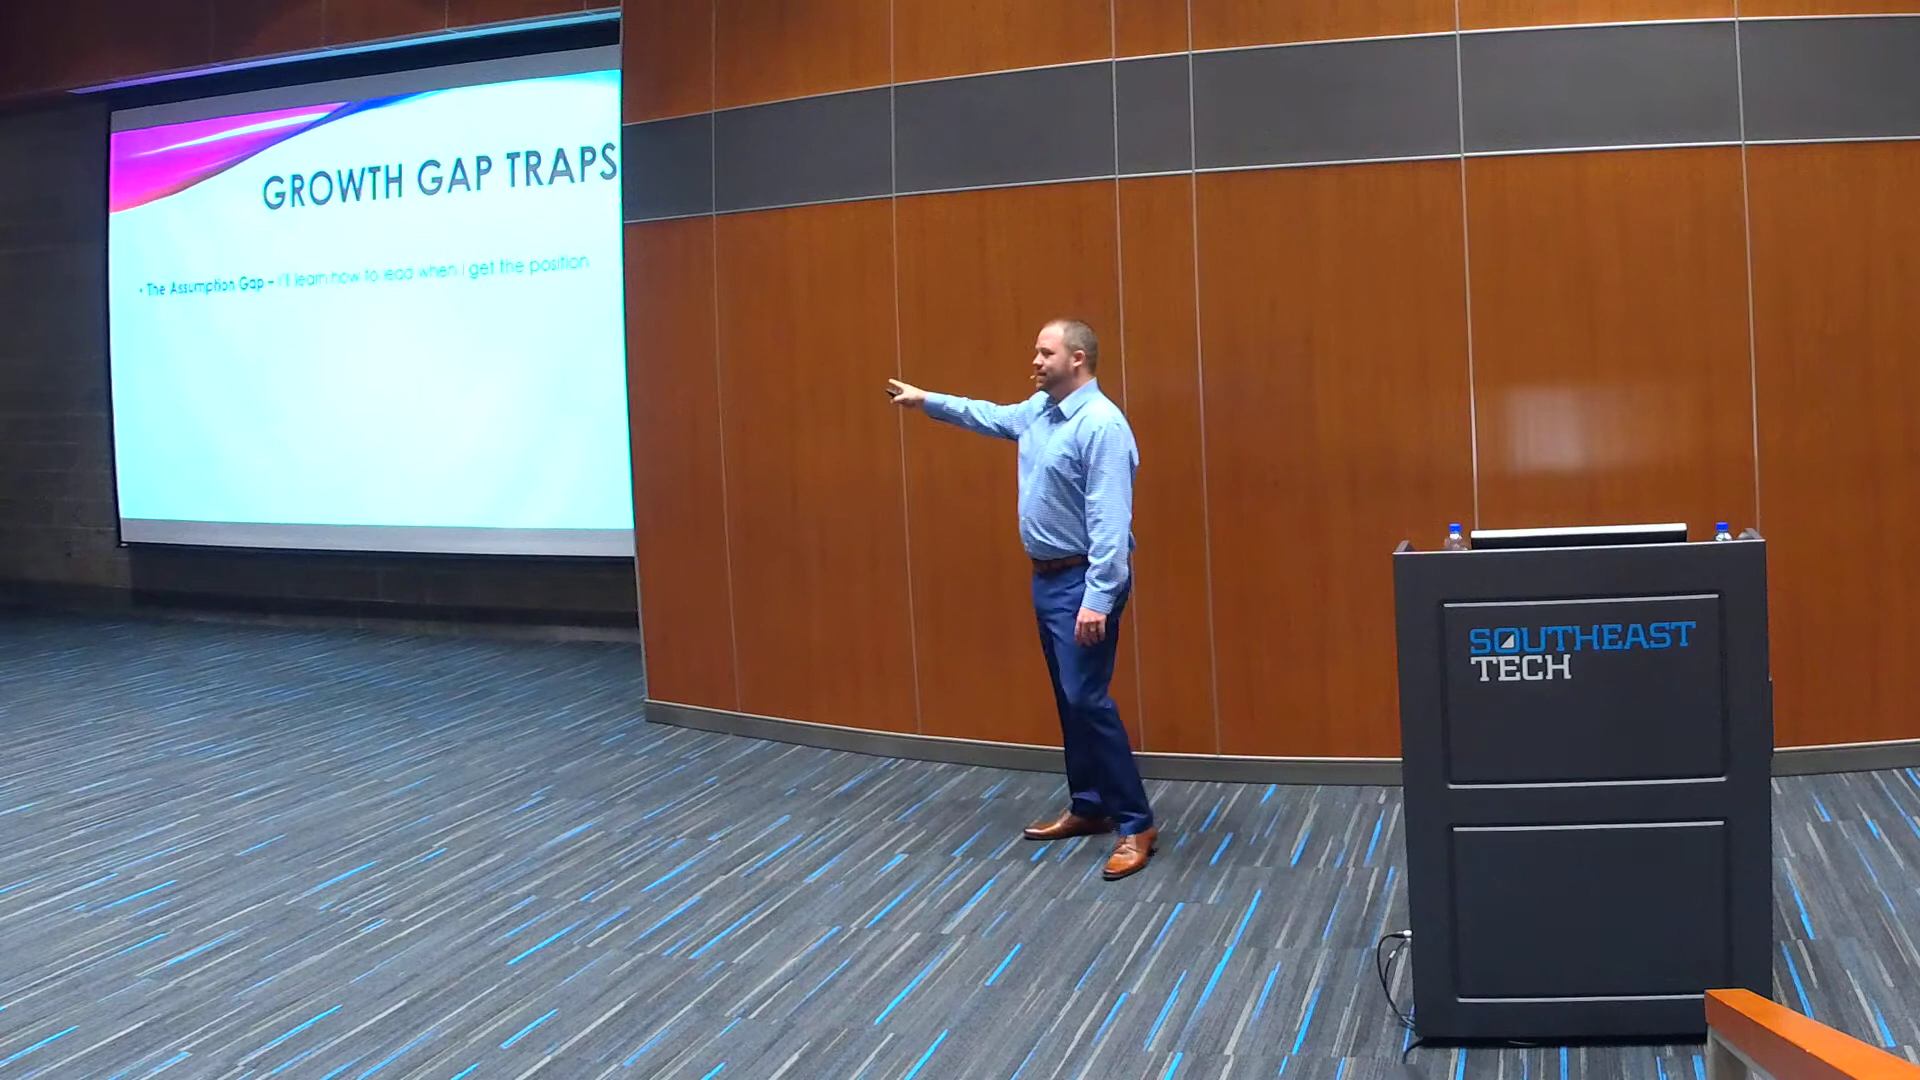 GROWTH GAP TRAPS
• The Assumption Gap – I'll learn how to lead when I get the position
SOUTHEAST
TECH